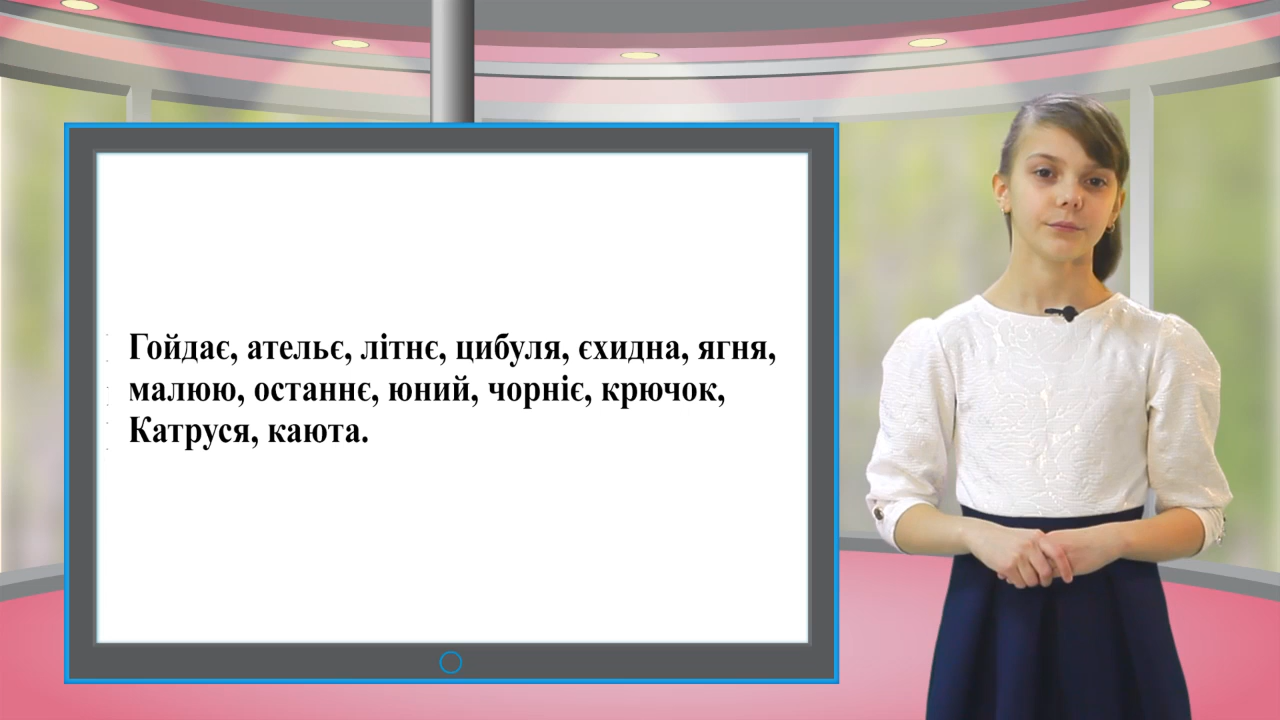 Гойдає, ательє, літнє, цибуля, єхидна, ягня,
малюю, останнє, юний, чорніє, крючок,
Катруся, каюта.